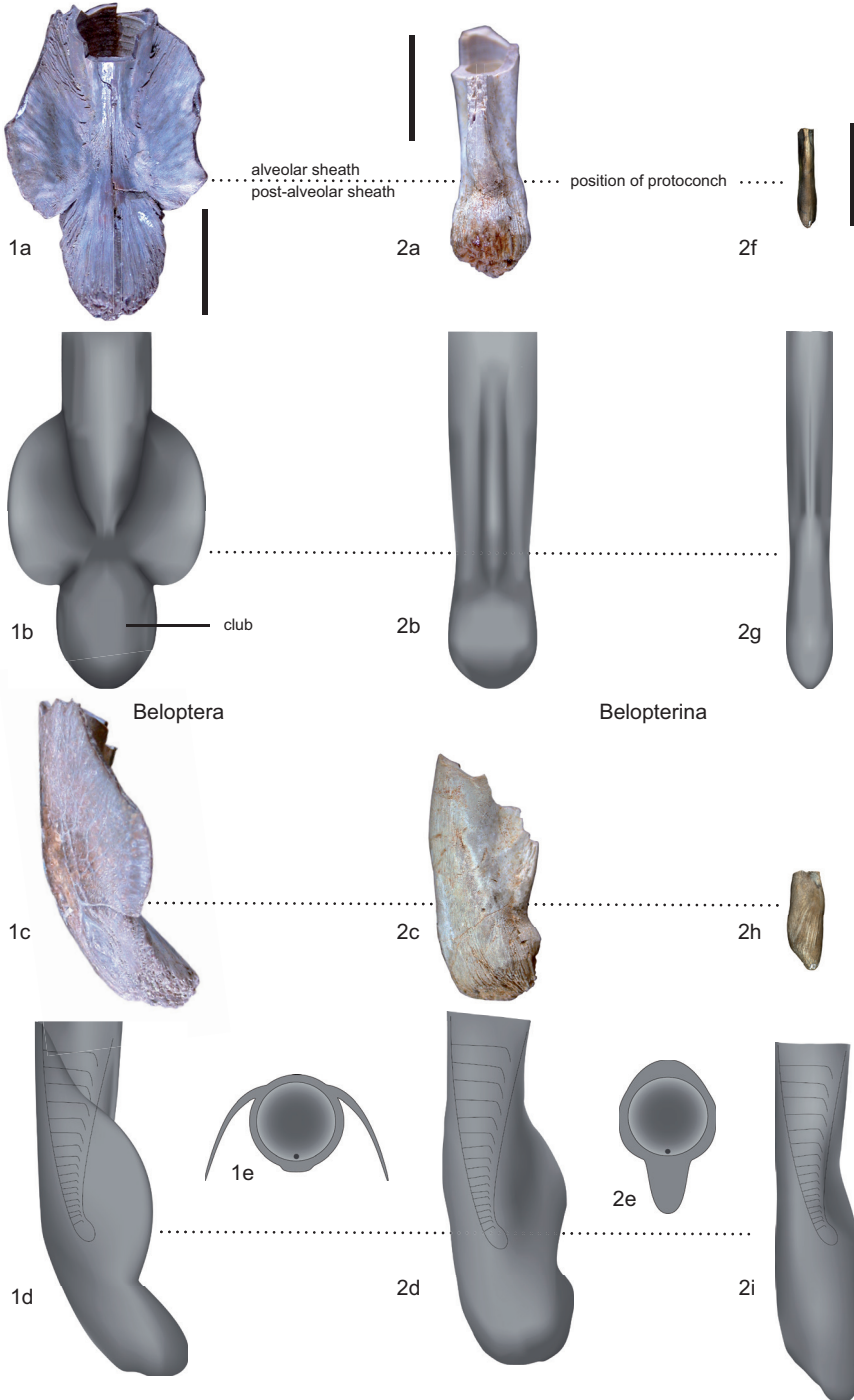 alveolar sheath
post-alveolar sheath
position of protoconch
1a
2a
2f
1b
club
2b
2g
Beloptera
Belopterina
1c
2c
2h
1e
2e
1d
2d
2i